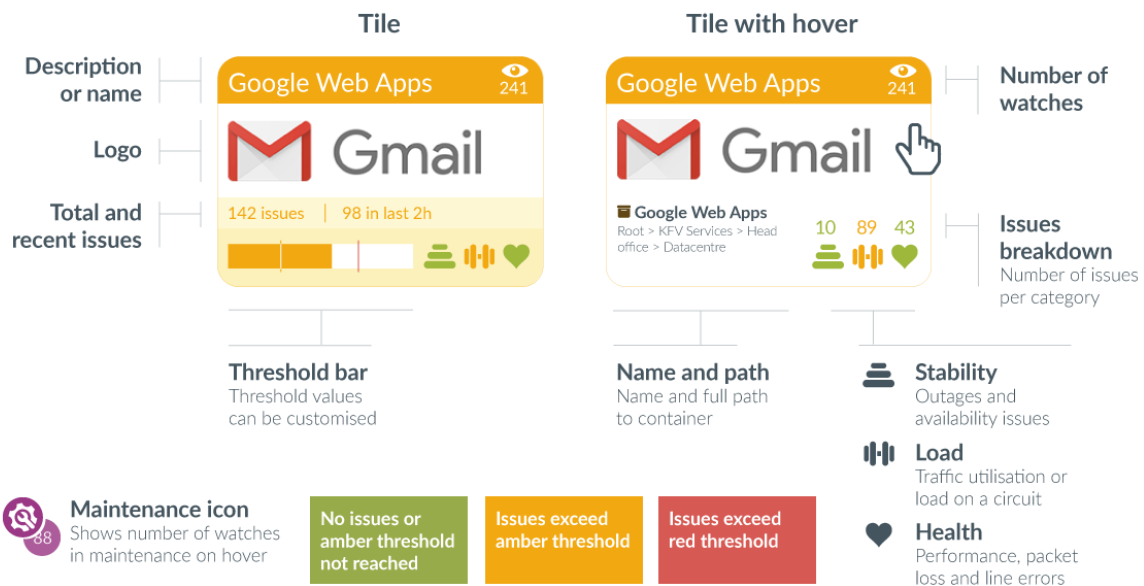 Tile
Tile with hover
Description
or name
Google Web Apps
241
Logo
Gmail
Total and
recent issues
142 issues | 98 in last 2h
Google Web Apps
241
Number of
watches
Gmail
Google Web Apps
Root > KFV Services > Head
office > Datacentre
10 89 43
Issues
breakdown
Number of issues
per category
Threshold bar
Threshold values
can be customised
Name and path
Name and full path
to container
Stability
Outages and
availability issues
Load
Traffic utilisation or
load on a circuit
Health
Performance, packet
loss and line errors
88
Maintenance icon
Shows number of watches
in maintenance on hover
No issues or
amber threshold
not reached
Issues exceed
amber threshold
Issues exceed
red threshold